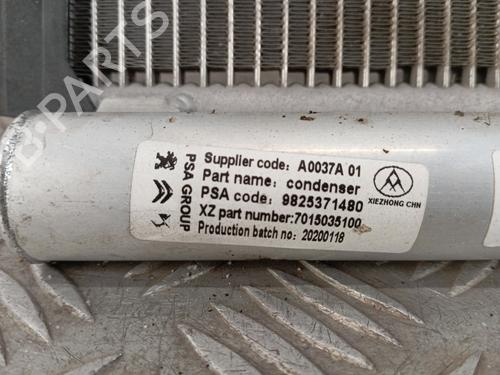 B-PARTS
PSA GROUP
Supplier code: A0037A 01
Part name: condenser
PSA code: 9825371480
XZ part number:7015035100
Production batch no: 20200118
XIEZHONG CHN